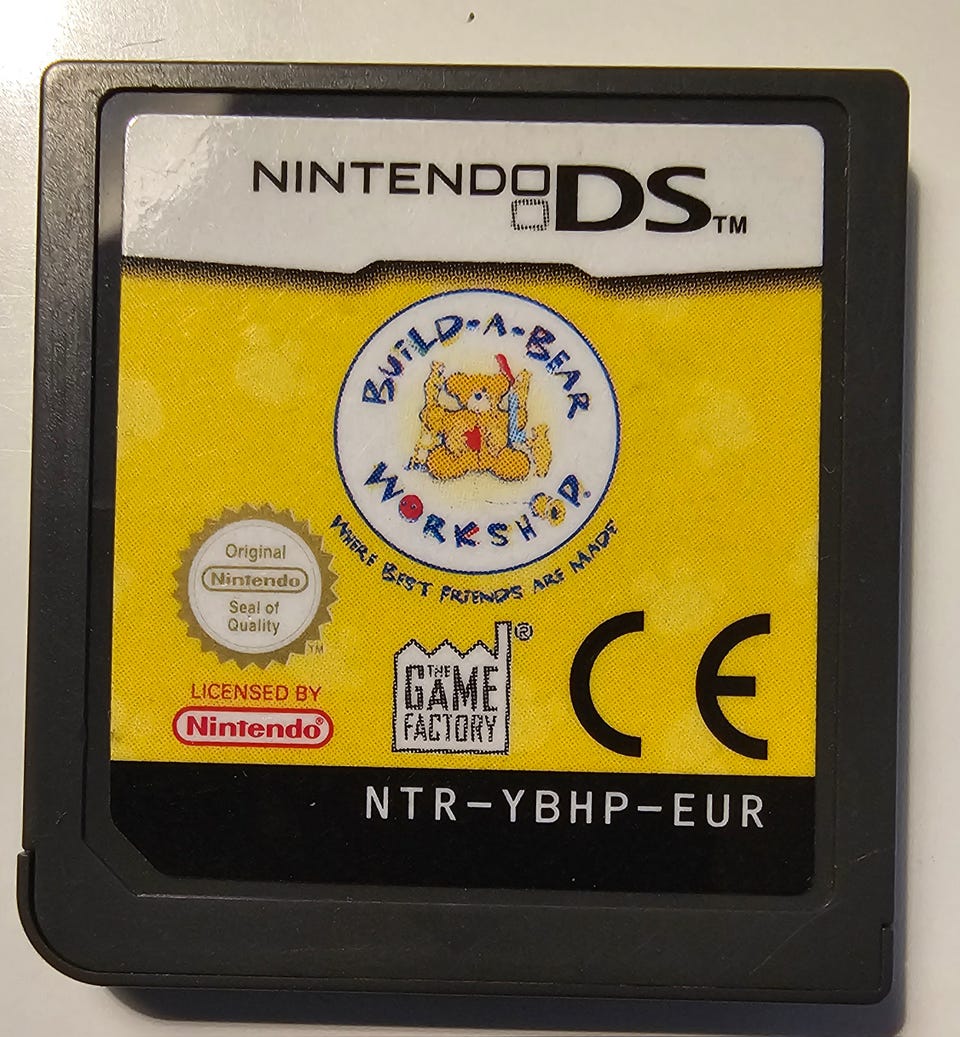 NINTENDO DS™
BUILD-A-BEAR
WORKSHOP®
WHERE BEST FRIENDS ARE MADE
Original
Nintendo
Seal of
Quality
TM
LICENSED BY
Nintendo®
THE
GAME
FACTORY
®
CE
NTR-YBHP-EUR